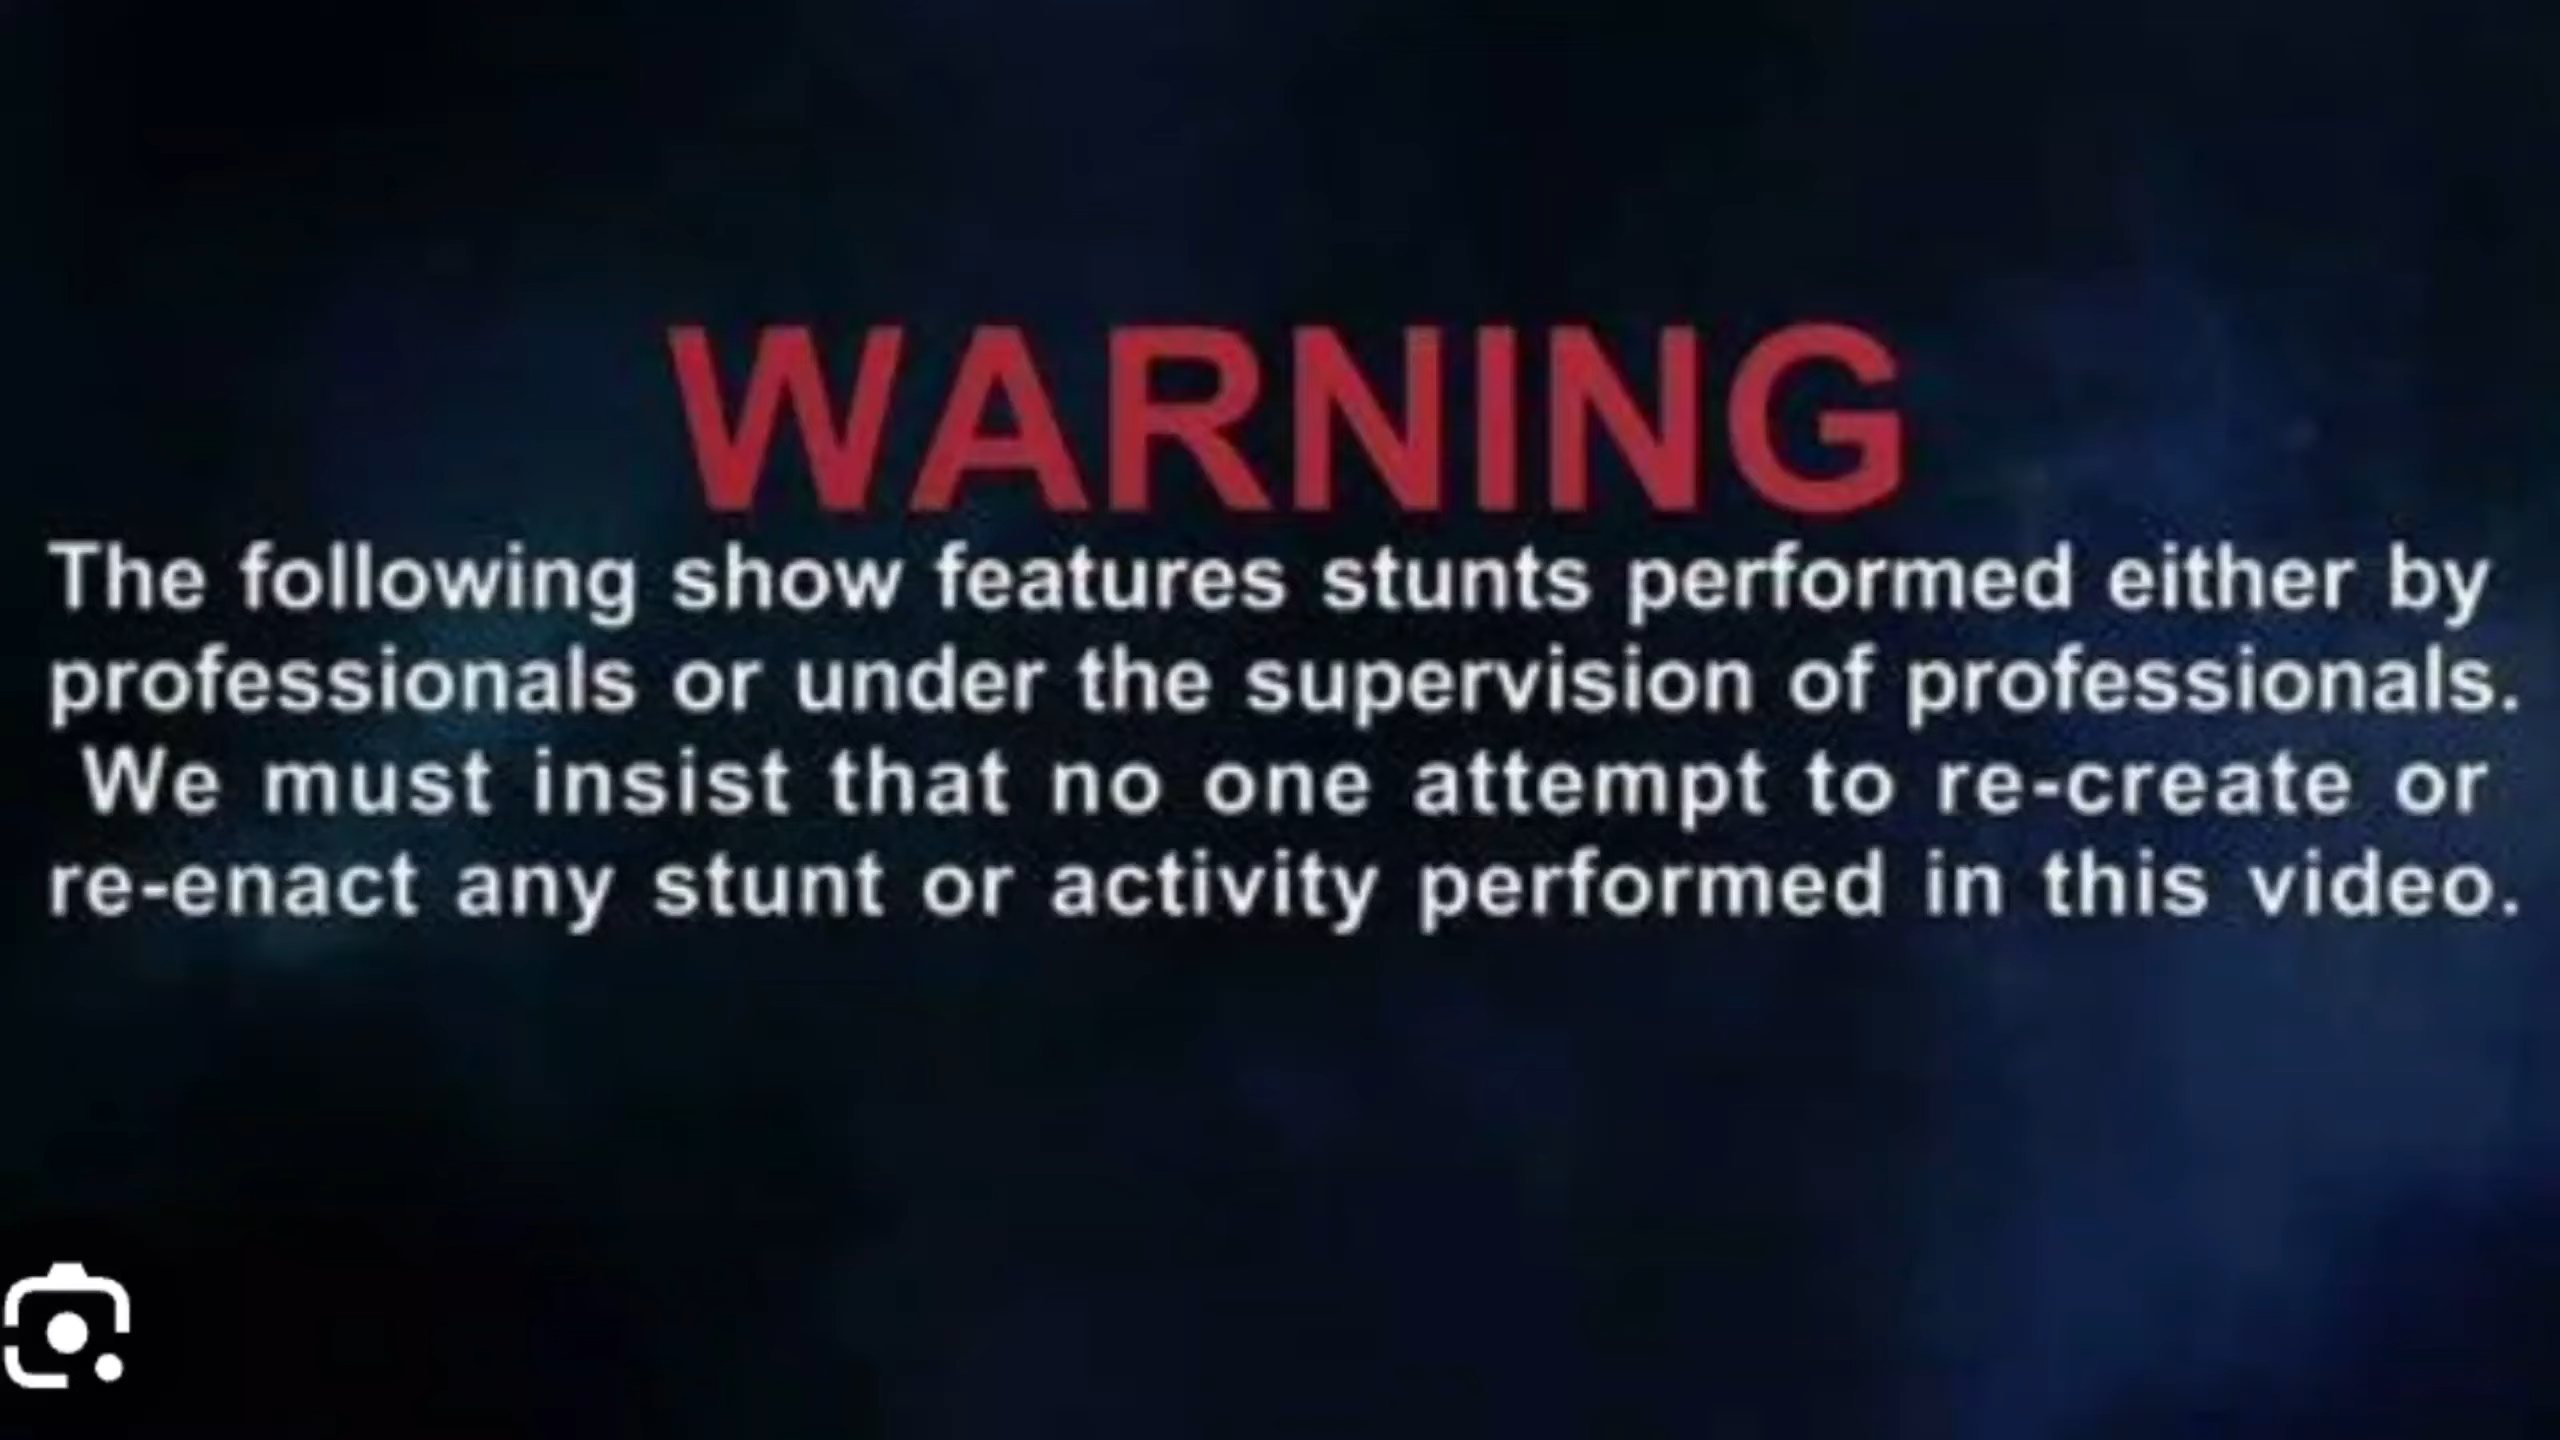 WARNING
The following show features stunts performed either by
professionals or under the supervision of professionals.
We must insist that no one attempt to re-create or
re-enact any stunt or activity performed in this video.